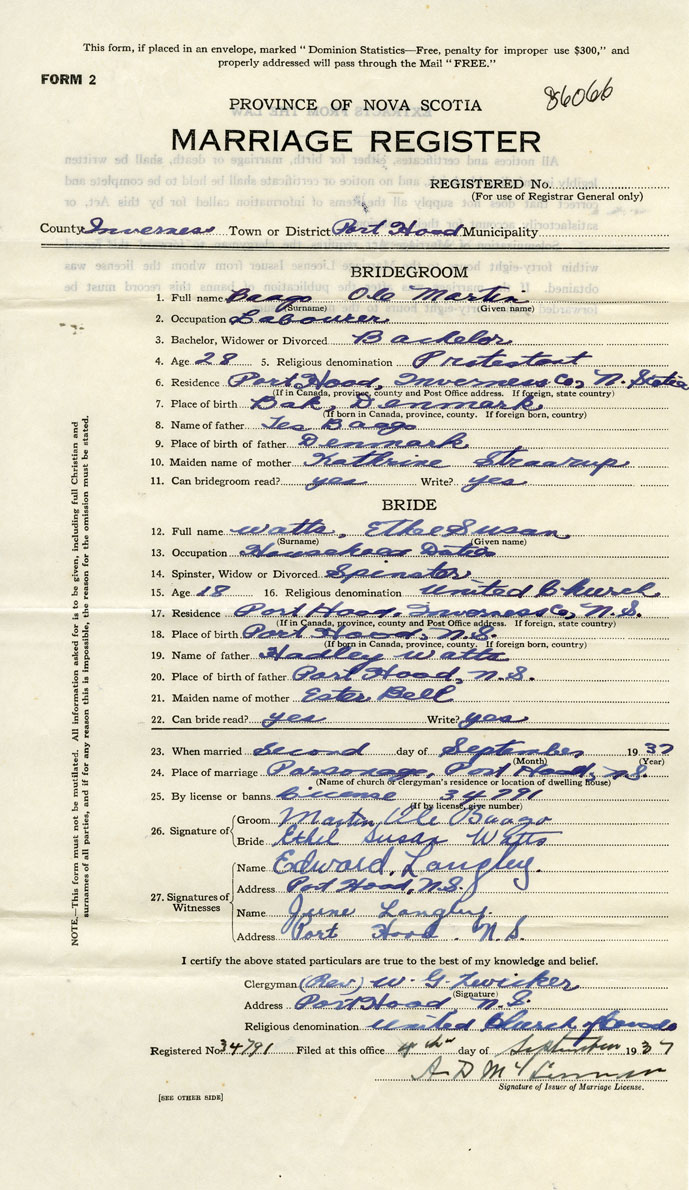 This form, if placed in an envelope, marked "Dominion Statistics—Free, penalty for improper use $300," and
properly addressed will pass through the Mail "FREE."
FORM 2
86066
PROVINCE OF NOVA SCOTIA
MARRIAGE REGISTER
REGISTERED No.
(For use of Registrar General only)
County Inverness Town or District Port Hood Municipality
BRIDEGROOM
1. Full name Baago Ole Martin
(Surname) (Given name)
2. Occupation Labourer
3. Bachelor, Widower or Divorced Bachelor
4. Age 28 5. Religious denomination Protestant
6. Residence Port Hood, Inverness Co, N. Scotia
(If in Canada, province, county and Post Office address. If foreign, state country)
7. Place of birth Bak, Denmark
(If born in Canada, province, county. If foreign born, country)
8. Name of father Jes Baago
9. Place of birth of father Denmark
10. Maiden name of mother Kathrine Straarup
11. Can bridegroom read? yes Write? yes
BRIDE
12. Full name Watts, Ethel Susan
(Surname) (Given name)
13. Occupation Household Duties
14. Spinster, Widow or Divorced Spinster
15. Age 18 16. Religious denomination United Church
17. Residence Port Hood, Inverness Co, N.S.
(If in Canada, province, county and Post Office address. If foreign, state country)
18. Place of birth Port Hood, N.S.
(If born in Canada, province, county. If foreign born, country)
19. Name of father Hadley Watts
20. Place of birth of father Port Hood, N.S.
21. Maiden name of mother Ester Bell
22. Can bride read? yes Write? yes
23. When married Second day of September 1937
(Month) (Year)
24. Place of marriage Parsonage, Port Hood, N.S.
(Name of church or clergyman's residence or location of dwelling house)
25. By license or banns License 34791
(If by license, give number)
26. Signature of
Groom Martin Ole Baago
Bride Ethel Susan Watts
27. Signatures of Witnesses
Name Edward Langley.
Address Port Hood, N.S.
Name June Langley.
Address Port Hood. N.S.
I certify the above stated particulars are true to the best of my knowledge and belief.
Clergyman (Rev.) W. G. Zwicker
(Signature)
Address Port Hood N.S.
Religious denomination United Church of Canada
Registered No. 34791 Filed at this office 4th day of September 1937
A D
Signature of Issuer of Marriage License.
[SEE OTHER SIDE]
NOTE.—This form must not be mutilated. All information asked for is to be given, including full Christian and
surnames of all parties, and if for any reason this is impossible, the reason for the omission must be stated.